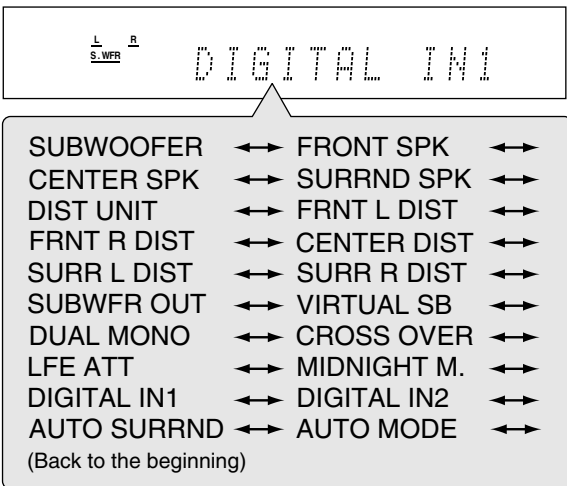 L R
S. WFR
DIGITAL IN1
SUBWOOFER ↔ FRONT SPK ↔
CENTER SPK ↔ SURRND SPK ↔
DIST UNIT ↔ FRNT L DIST ↔
FRNT R DIST ↔ CENTER DIST ↔
SURR L DIST ↔ SURR R DIST ↔
SUBWFR OUT ↔ VIRTUAL SB ↔
DUAL MONO ↔ CROSS OVER ↔
LFE ATT ↔ MIDNIGHT M. ↔
DIGITAL IN1 ↔ DIGITAL IN2 ↔
AUTO SURRND ↔ AUTO MODE ↔
(Back to the beginning)